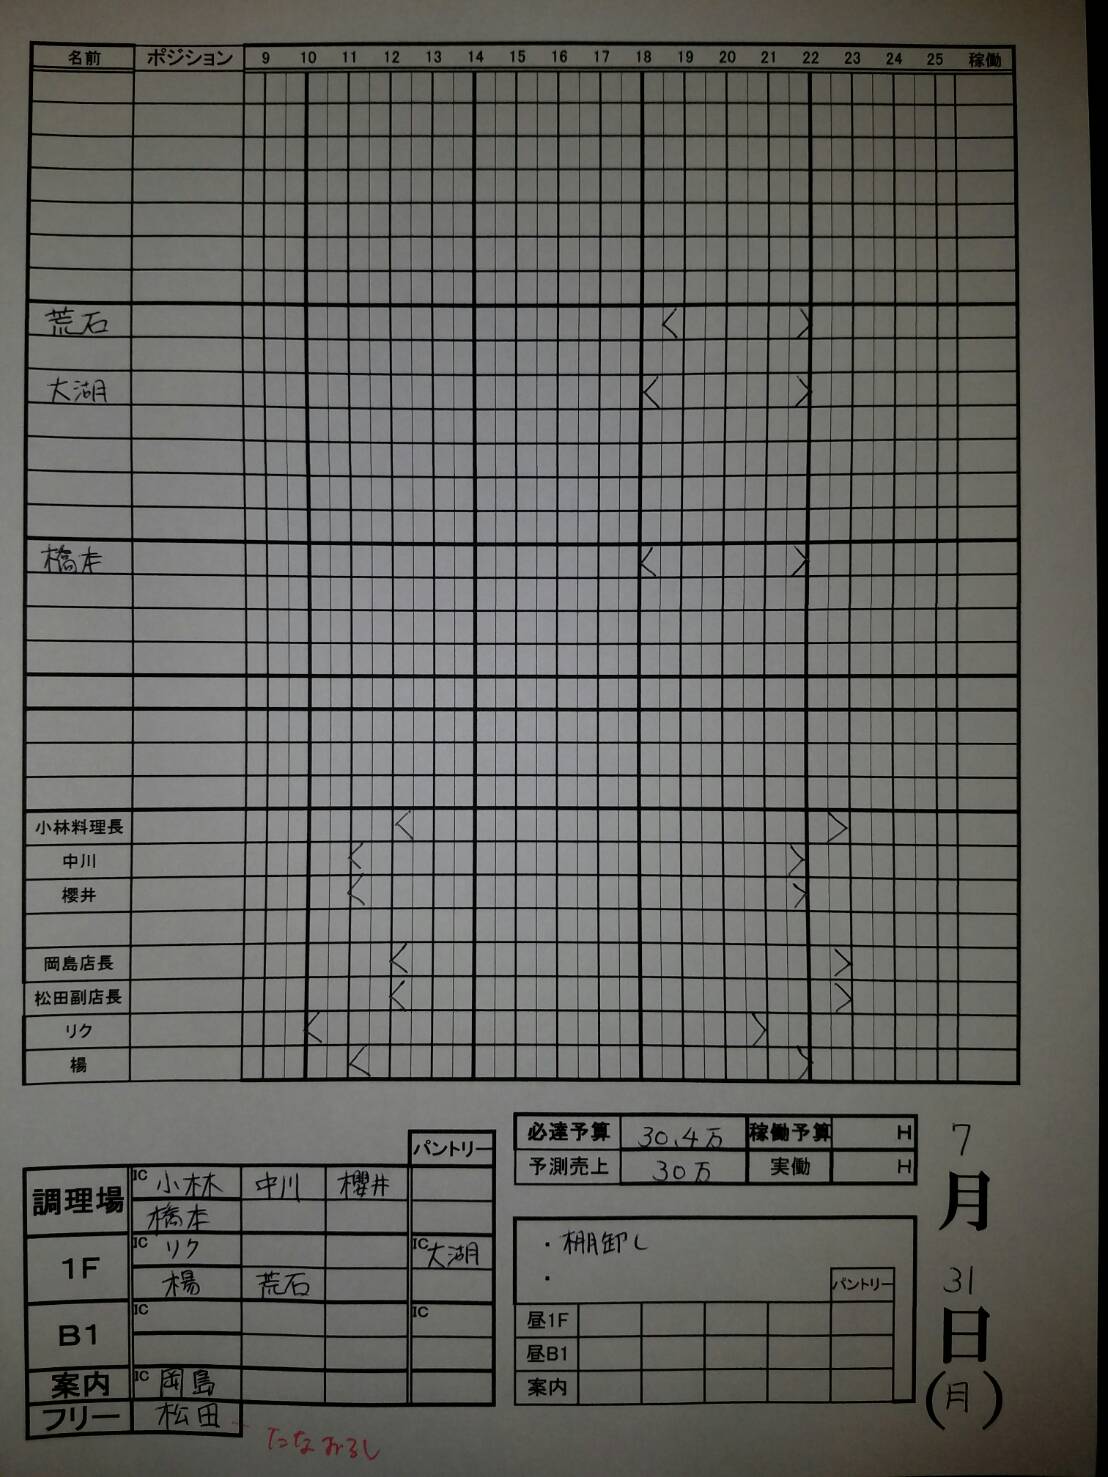 名前 ポジション 9 10 11 12 13 14 15 16 17 18 19 20 21 22 23 24 25 稼働
荒石
大湖
橋本
小林料理長
中川
櫻井
岡島店長
松田副店長
リク
楊
必達予算 30.4万 稼働予算 H
予測売上 30万 実働 H
7
月
31
日
(月)
パントリー
調理場 IC 小林 中川 櫻井
橋本
1F IC リク IC 大湖
楊 荒石
B1 IC IC
案内 IC 岡島
フリー 松田
たなおろし
・棚卸し
・
パントリー
昼1F
昼B1
案内